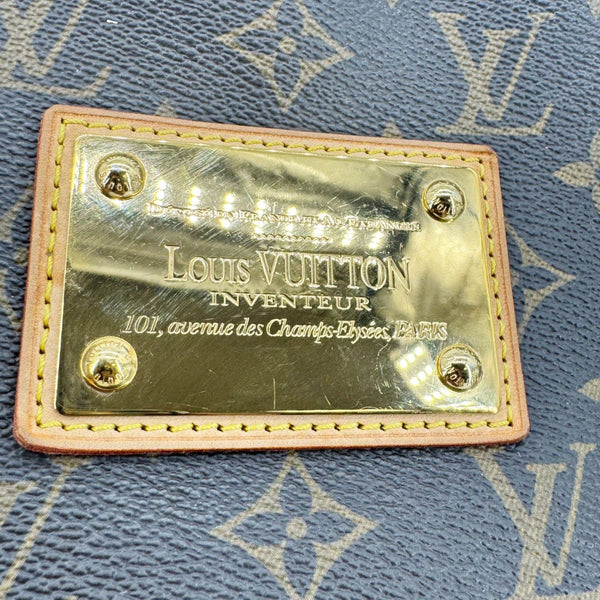 LOUIS VUITTON
INVENTEUR
101, avenue des Champs-Elysées, PARIS